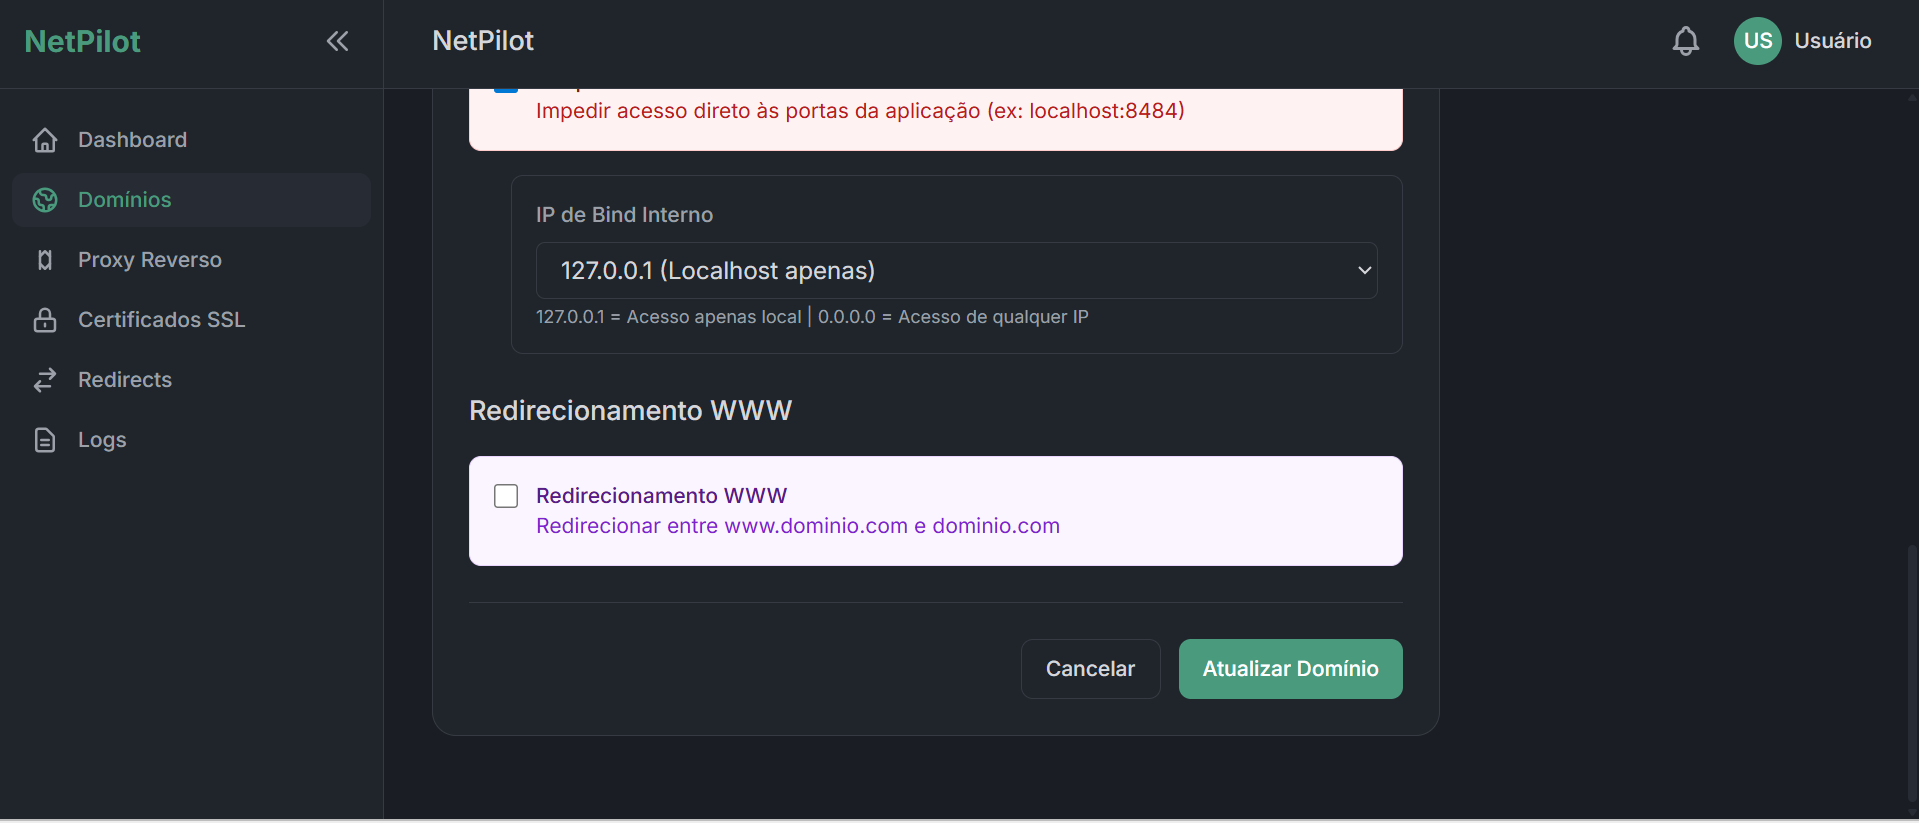 NetPilot
NetPilot
US
Usuário
Dashboard
Domínios
Proxy Reverso
Certificados SSL
Redirects
Logs
Impedir acesso direto às portas da aplicação (ex: localhost:8484)
IP de Bind Interno
127.0.0.1 (Localhost apenas)
127.0.0.1 = Acesso apenas local | 0.0.0.0 = Acesso de qualquer IP
Redirecionamento WWW
Redirecionamento WWW
Redirecionar entre www.dominio.com e dominio.com
Cancelar
Atualizar Domínio